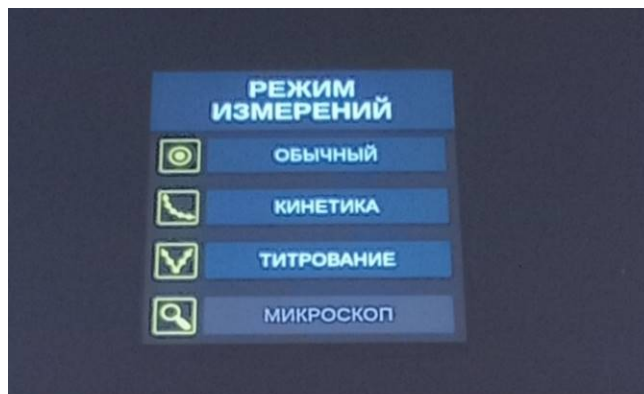 РЕЖИМ
ИЗМЕРЕНИЙ
ОБЫЧНЫЙ
КИНЕТИКА
ТИТРОВАНИЕ
МИКРОСКОП